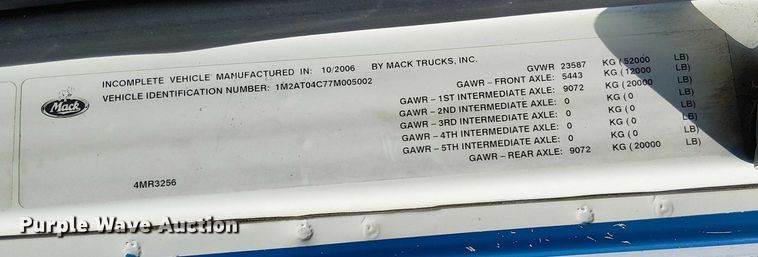 INCOMPLETE VEHICLE MANUFACTURED IN: 10/2006 BY MACK TRUCKS, INC.
VEHICLE IDENTIFICATION NUMBER: 1M2AT04C77M005002
Mack
GVWR 23587 KG ( 52000 LB)
GAWR – FRONT AXLE: 5443 KG ( 12000 LB)
GAWR – 1ST INTERMEDIATE AXLE: 9072 KG ( 20000 LB)
GAWR – 2ND INTERMEDIATE AXLE: 0 KG ( 0 LB)
GAWR – 3RD INTERMEDIATE AXLE: 0 KG ( 0 LB)
GAWR – 4TH INTERMEDIATE AXLE: 0 KG ( 0 LB)
GAWR – 5TH INTERMEDIATE AXLE: 0 KG ( 0 LB)
GAWR – REAR AXLE: 9072 KG ( 20000 LB)
4MR3256
Purple Wave Auction